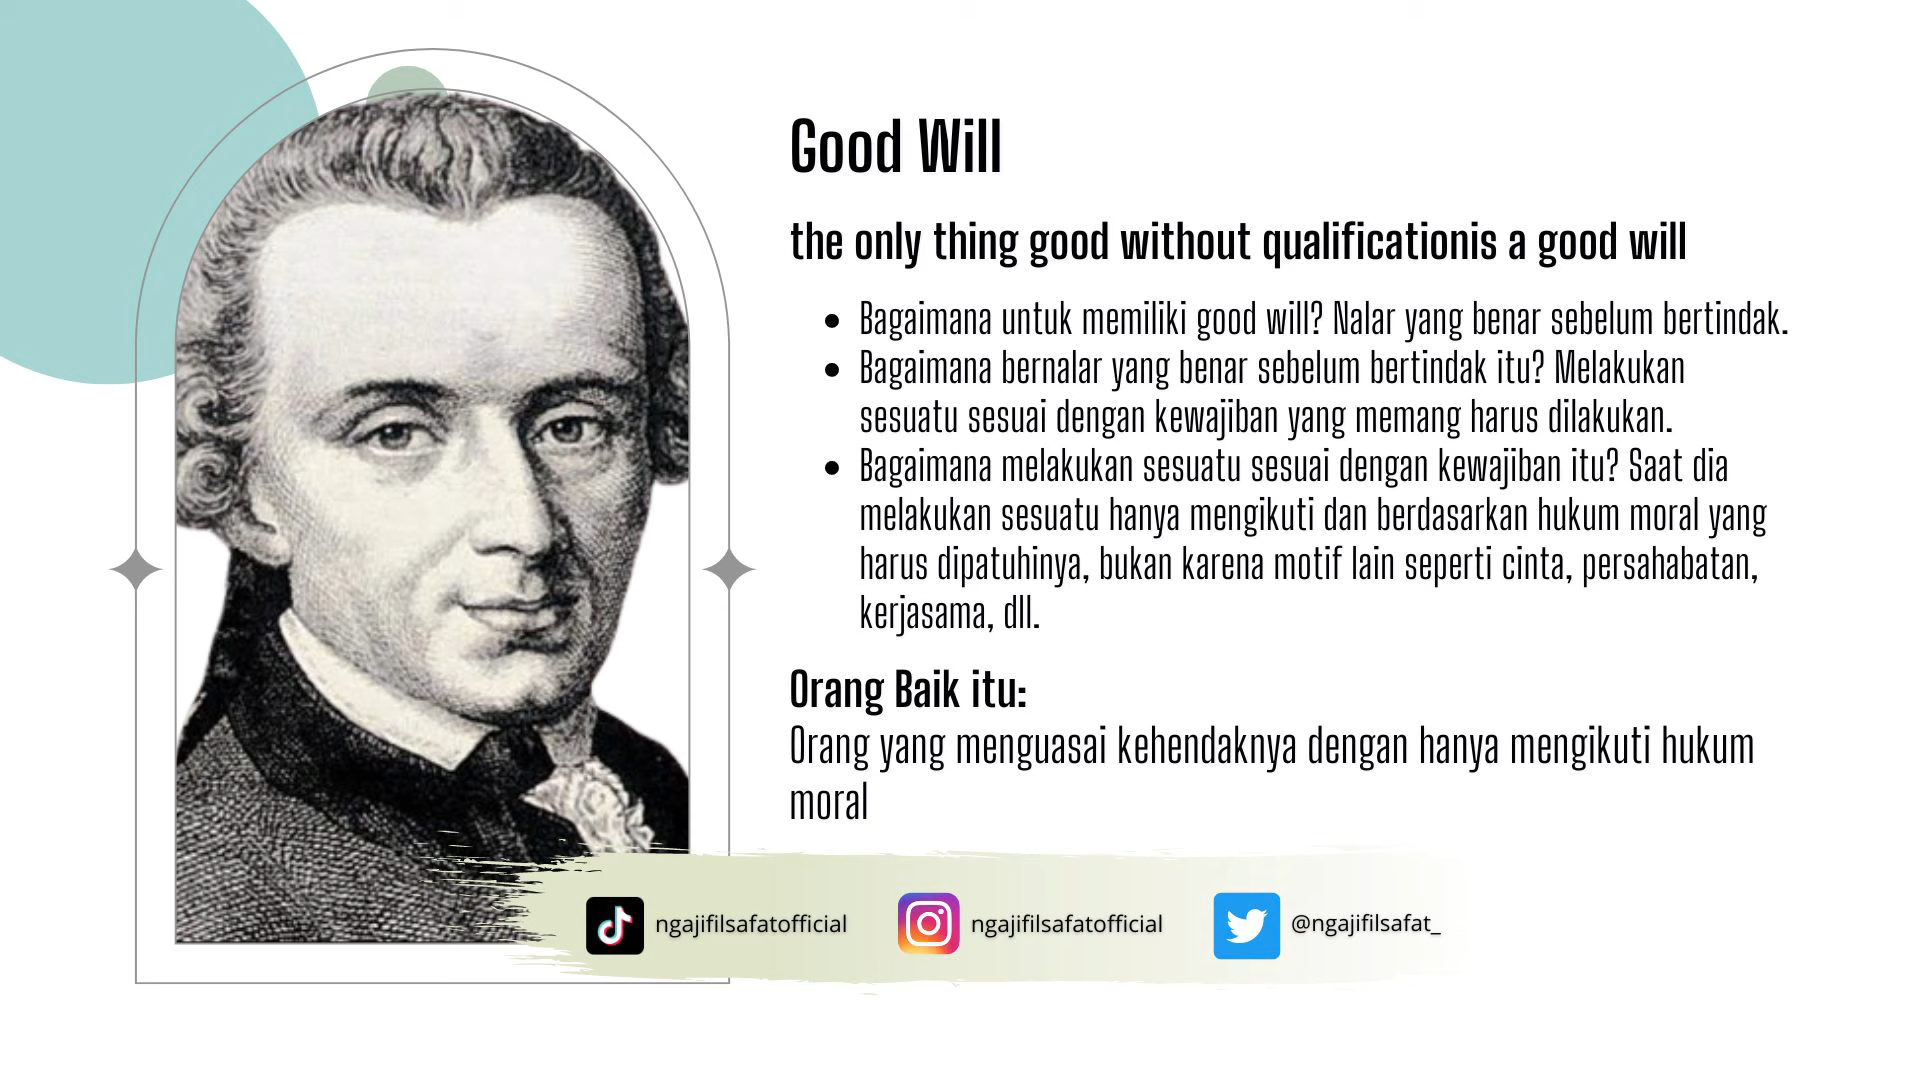 Good Will
the only thing good without qualificationis a good will
• Bagaimana untuk memiliki good will? Nalar yang benar sebelum bertindak.
• Bagaimana bernalar yang benar sebelum bertindak itu? Melakukan
sesuatu sesuai dengan kewajiban yang memang harus dilakukan.
• Bagaimana melakukan sesuatu sesuai dengan kewajiban itu? Saat dia
melakukan sesuatu hanya mengikuti dan berdasarkan hukum moral yang
harus dipatuhinya, bukan karena motif lain seperti cinta, persahabatan,
kerjasama, dll.
Orang Baik itu:
Orang yang menguasai kehendaknya dengan hanya mengikuti hukum
moral
ngajifilsafatofficial ngajifilsafatofficial @ngajifilsafat_